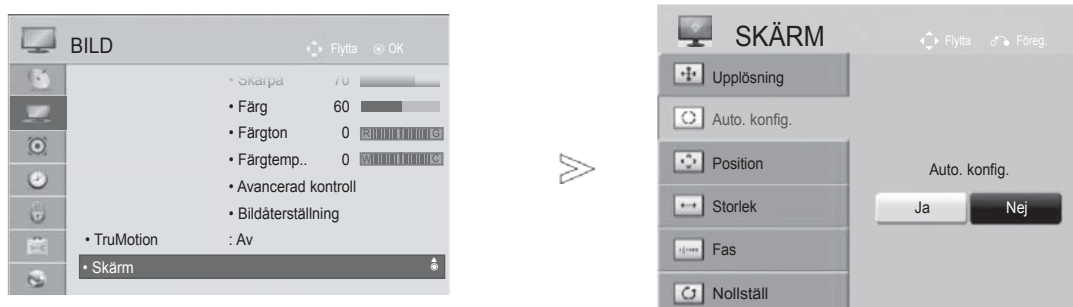 BILD
Flytta OK
• Skärpa 70
• Färg 60
• Färgton 0 R G
• Färgtemp.. 0 W C
• Avancerad kontroll
• Bildåterställning
• TruMotion : Av
• Skärm
SKÄRM
Flytta Föreg.
Upplösning
Auto. konfig.
Position
Storlek
Fas
Nollställ
Auto. konfig.
Ja Nej